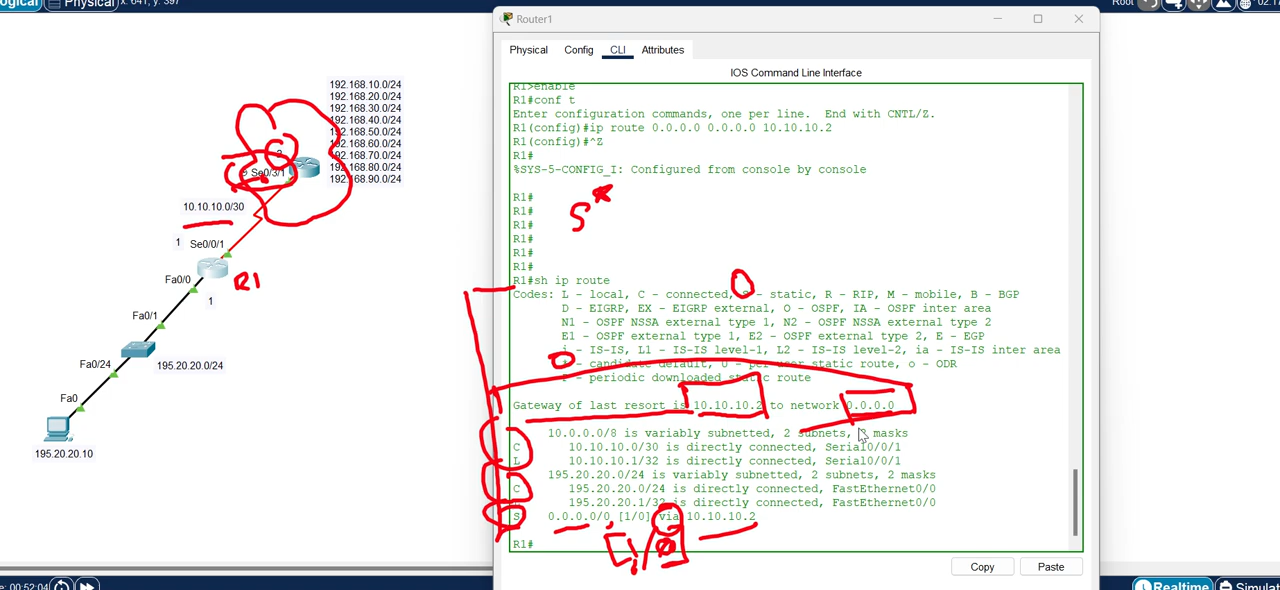 ogical
Physical
x: 641, y: 397
Root
Router1
Physical Config CLI Attributes
IOS Command Line Interface
R1>enable
R1#conf t
Enter configuration commands, one per line. End with CNTL/Z.
R1(config)#ip route 0.0.0.0 0.0.0.0 10.10.10.2
R1(config)#^Z
R1#
%SYS-5-CONFIG_I: Configured from console by console
R1#
R1#
R1#
R1#
R1#
R1#
R1#sh ip route
Codes: L - local, C - connected, - static, R - RIP, M - mobile, B - BGP
D - EIGRP, EX - EIGRP external, O - OSPF, IA - OSPF inter area
N1 - OSPF NSSA external type 1, N2 - OSPF NSSA external type 2
E1 - OSPF external type 1, E2 - OSPF external type 2, E - EGP
i - IS-IS, L1 - IS-IS level-1, L2 - IS-IS level-2, ia - IS-IS inter area
- candidate default, U - per-user static route, o - ODR
P - periodic downloaded static route
Gateway of last resort is 10.10.10.2 to network 0.0.0.0
10.0.0.0/8 is variably subnetted, 2 subnets, 2 masks
C 10.10.10.0/30 is directly connected, Serial0/0/1
L 10.10.10.1/32 is directly connected, Serial0/0/1
195.20.20.0/24 is variably subnetted, 2 subnets, 2 masks
C 195.20.20.0/24 is directly connected, FastEthernet0/0
195.20.20.1/32 is directly connected, FastEthernet0/0
S 0.0.0.0/0 [1/0] via 10.10.10.2
R1#
S*
Copy
Paste
192.168.10.0/24
192.168.20.0/24
192.168.30.0/24
192.168.40.0/24
192.168.50.0/24
192.168.60.0/24
192.168.70.0/24
192.168.80.0/24
192.168.90.0/24
2
Se0/3/1
10.10.10.0/30
1
Se0/0/1
R1
Fa0/0
1
Fa0/1
Fa0/24
195.20.20.0/24
Fa0
195.20.20.10
e: 00:52:04
Realtime